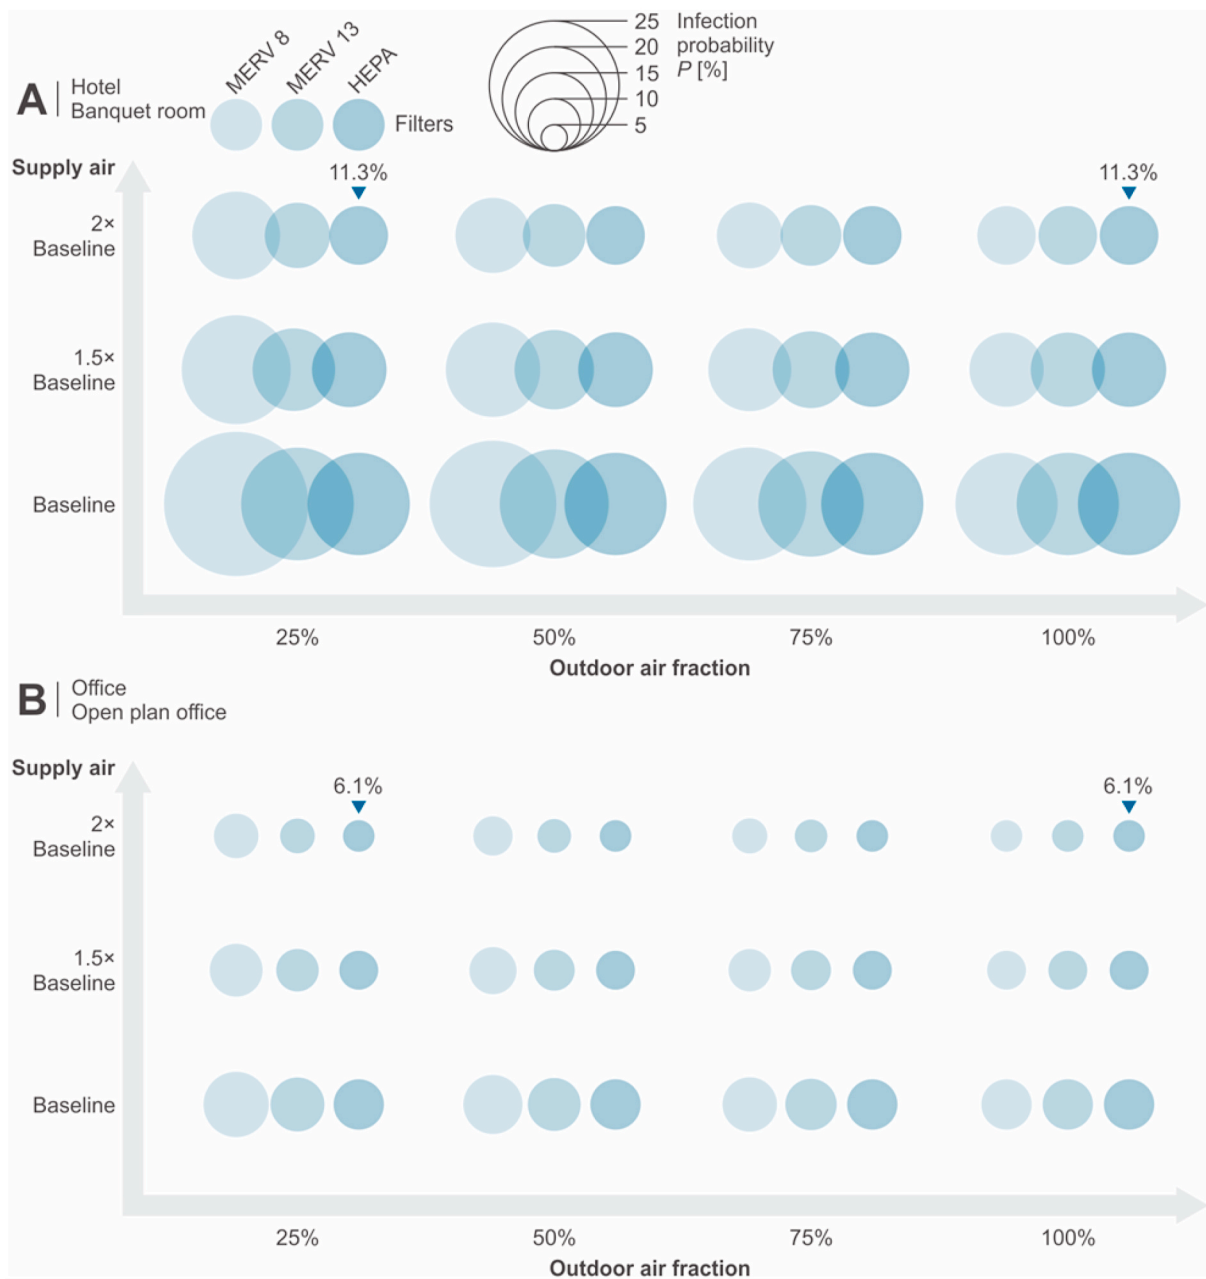 A
Hotel
Banquet room
MERV 8
MERV 13
HEPA
Filters
25
20
15
10
5
Infection
probability
P [%]
Supply air
11.3%
11.3%
2×
Baseline
1.5×
Baseline
Baseline
25%
50%
75%
100%
Outdoor air fraction
B
Office
Open plan office
Supply air
6.1%
6.1%
2×
Baseline
1.5×
Baseline
Baseline
25%
50%
75%
100%
Outdoor air fraction